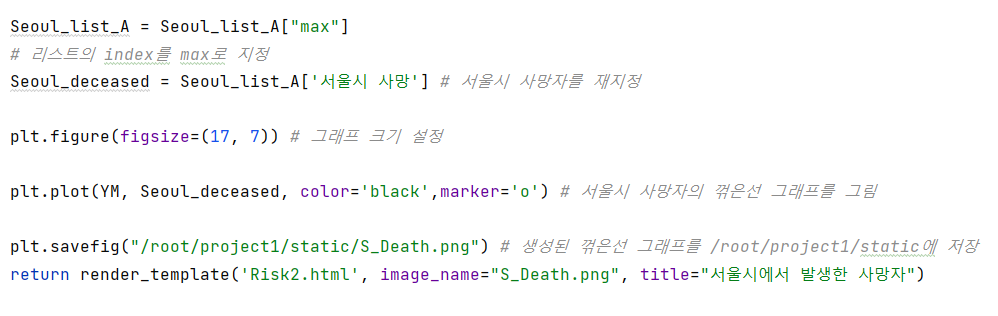 Seoul_list_A = Seoul_list_A["max"]
# 리스트의 index를 max로 지정
Seoul_deceased = Seoul_list_A['서울시 사망'] # 서울시 사망자를 재지정
plt.figure(figsize=(17, 7)) # 그래프 크기 설정
plt.plot(YM, Seoul_deceased, color='black',marker='o') # 서울시 사망자의 꺾은선 그래프를 그림
plt.savefig("/root/project1/static/S_Death.png") # 생성된 꺾은선 그래프를 /root/project1/static에 저장
return render_template('Risk2.html', image_name="S_Death.png", title="서울시에서 발생한 사망자")